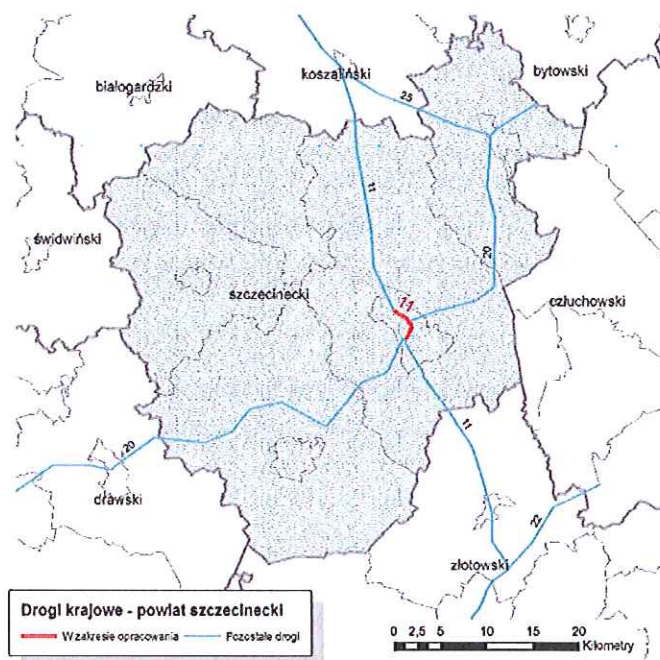 białogardzki
koszaliński
bytowski
25
11
świdwiński
20
szczecinecki
11
człuchowski
20
11
drawski
22
złotowski
Drogi krajowe - powiat szczecinecki
W zakresie opracowania
Pozostałe drogi
0 2,5 5 10 15 20
Kilometry